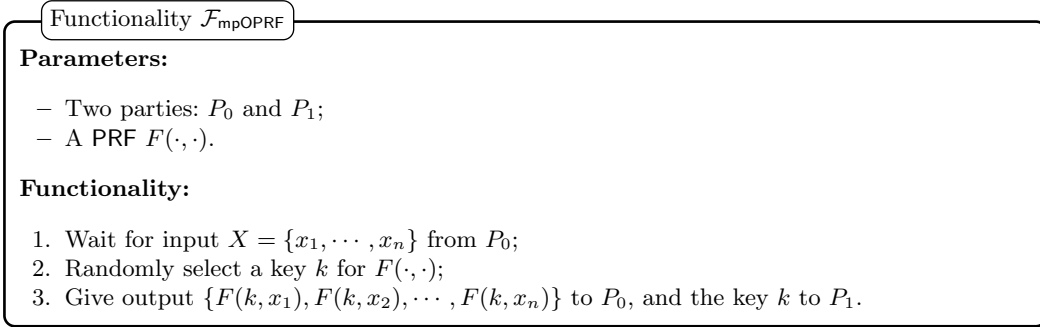 Functionality $\mathcal{F}_{\mathsf{mpOPRF}}$
Parameters:
– Two parties: $P_0$ and $P_1$;
– A PRF $F(\cdot,\cdot)$.
Functionality:
1. Wait for input $X = \{x_1, \cdots, x_n\}$ from $P_0$;
2. Randomly select a key $k$ for $F(\cdot,\cdot)$;
3. Give output $\{F(k, x_1), F(k, x_2), \cdots, F(k, x_n)\}$ to $P_0$, and the key $k$ to $P_1$.